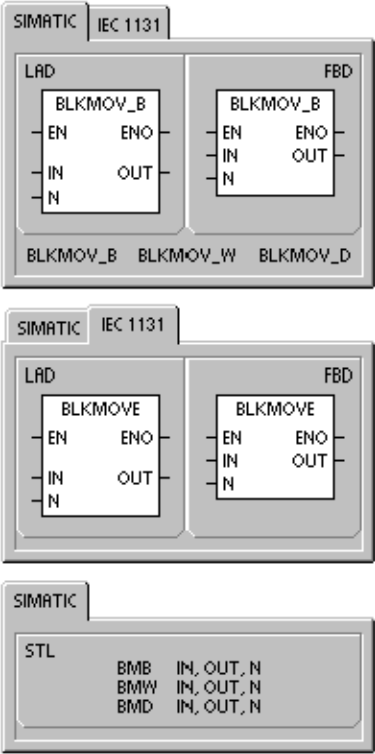 SIMATIC IEC 1131
LAD FBD
BLKMOV_B BLKMOV_B
EN ENO EN ENO
IN OUT IN OUT
N N
BLKMOV_B BLKMOV_W BLKMOV_D
SIMATIC IEC 1131
LAD FBD
BLKMOVE BLKMOVE
EN ENO EN ENO
IN OUT IN OUT
N N
SIMATIC
STL
BMB IN, OUT, N
BMW IN, OUT, N
BMD IN, OUT, N